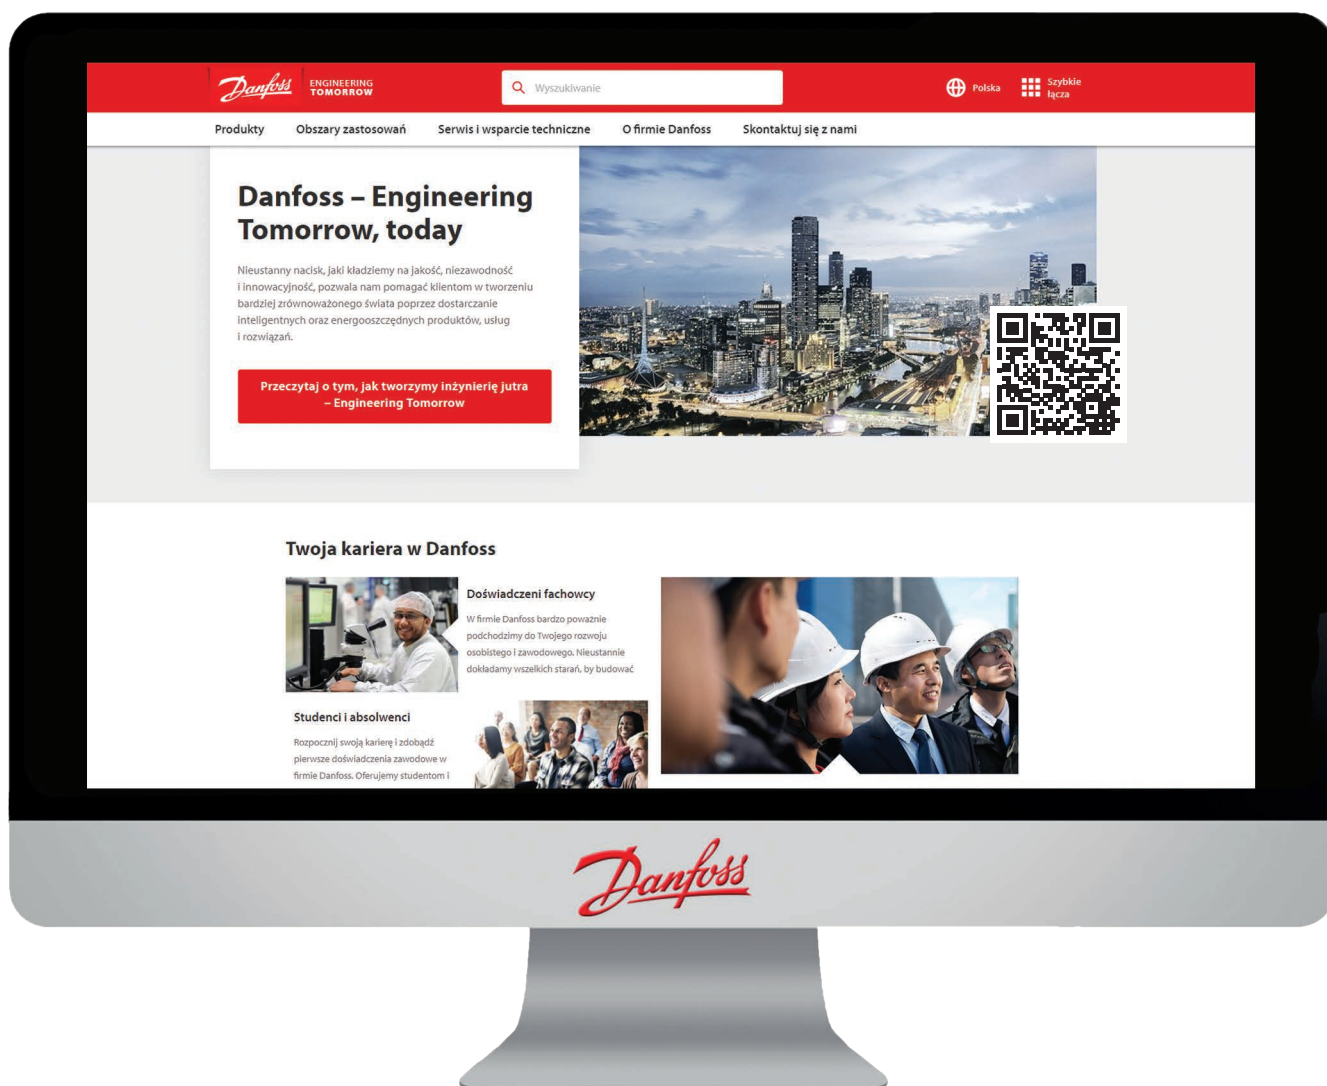 Danfoss
ENGINEERING
TOMORROW
Wyszukiwanie
Polska
Szybkie
łącza
Produkty
Obszary zastosowań
Serwis i wsparcie techniczne
O firmie Danfoss
Skontaktuj się z nami
Danfoss – Engineering
Tomorrow, today
Nieustanny nacisk, jaki kładziemy na jakość, niezawodność
i innowacyjność, pozwala nam pomagać klientom w tworzeniu
bardziej zrównoważonego świata poprzez dostarczanie
inteligentnych oraz energooszczędnych produktów, usług
i rozwiązań.
Przeczytaj o tym, jak tworzymy inżynierię jutra
– Engineering Tomorrow
Twoja kariera w Danfoss
Doświadczeni fachowcy
W firmie Danfoss bardzo poważnie
podchodzimy do Twojego rozwoju
osobistego i zawodowego. Nieustannie
dokładamy wszelkich starań, by budować
Studenci i absolwenci
Rozpocznij swoją karierę i zdobądź
pierwsze doświadczenia zawodowe w
firmie Danfoss. Oferujemy studentom i
Danfoss